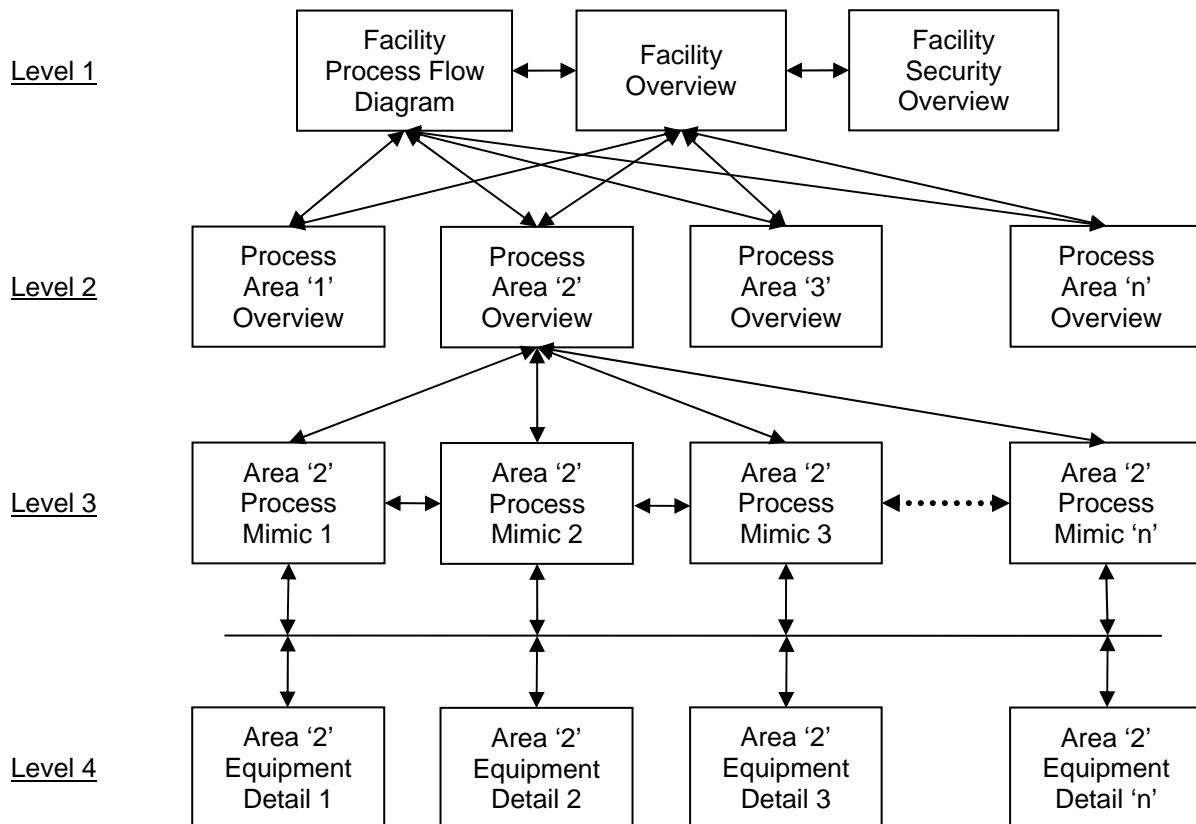 Level 1
Facility
Process Flow
Diagram
Facility
Overview
Facility
Security
Overview
Level 2
Process
Area ‘1’
Overview
Process
Area ‘2’
Overview
Process
Area ‘3’
Overview
Process
Area ‘n’
Overview
Level 3
Area ‘2’
Process
Mimic 1
Area ‘2’
Process
Mimic 2
Area ‘2’
Process
Mimic 3
Area ‘2’
Process
Mimic ‘n’
Level 4
Area ‘2’
Equipment
Detail 1
Area ‘2’
Equipment
Detail 2
Area ‘2’
Equipment
Detail 3
Area ‘2’
Equipment
Detail ‘n’